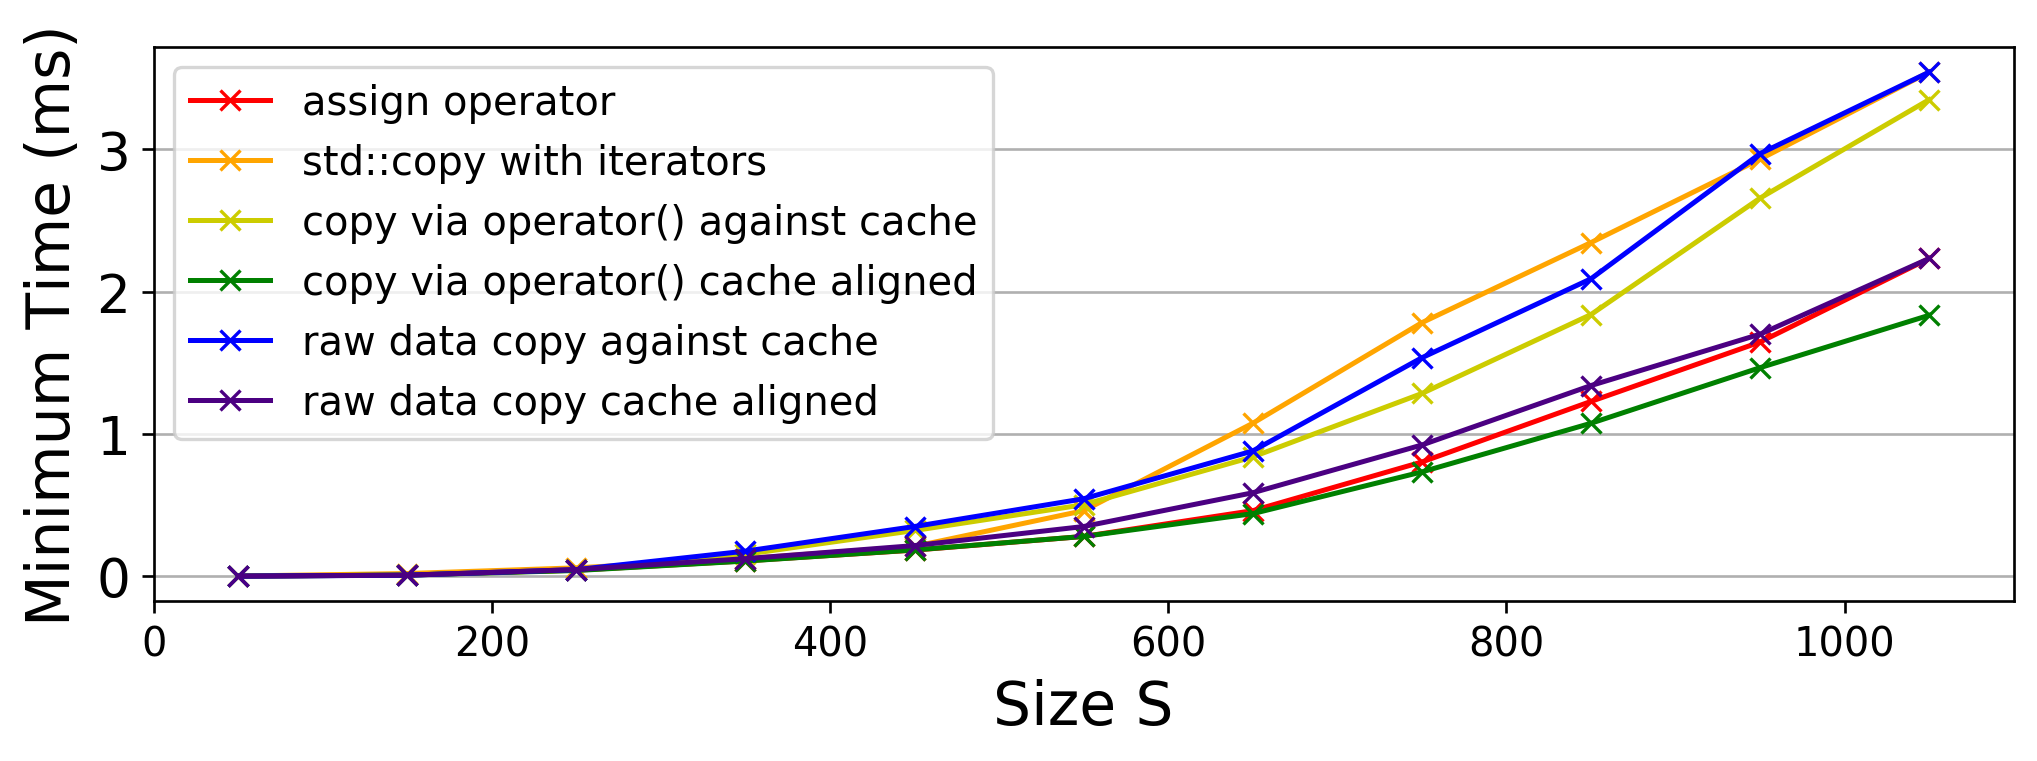 Minimum Time (ms)
3
2
1
0
assign operator
std::copy with iterators
copy via operator() against cache
copy via operator() cache aligned
raw data copy against cache
raw data copy cache aligned
0 200 400 600 800 1000
Size S